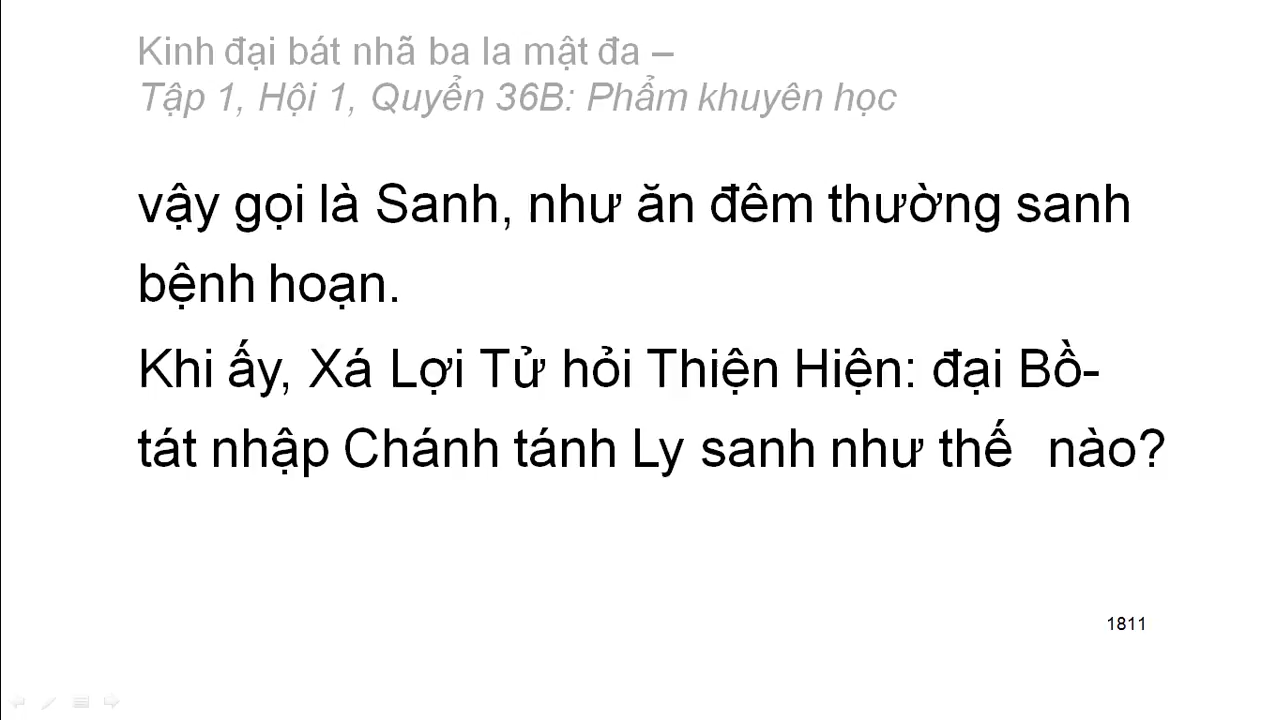 Kinh đại bát nhã ba la mật đa –
Tập 1, Hội 1, Quyển 36B: Phẩm khuyên học
vậy gọi là Sanh, như ăn đêm thường sanh
bệnh hoạn.
Khi ấy, Xá Lợi Tử hỏi Thiện Hiện: đại Bồ-
tát nhập Chánh tánh Ly sanh như thế nào?
1811